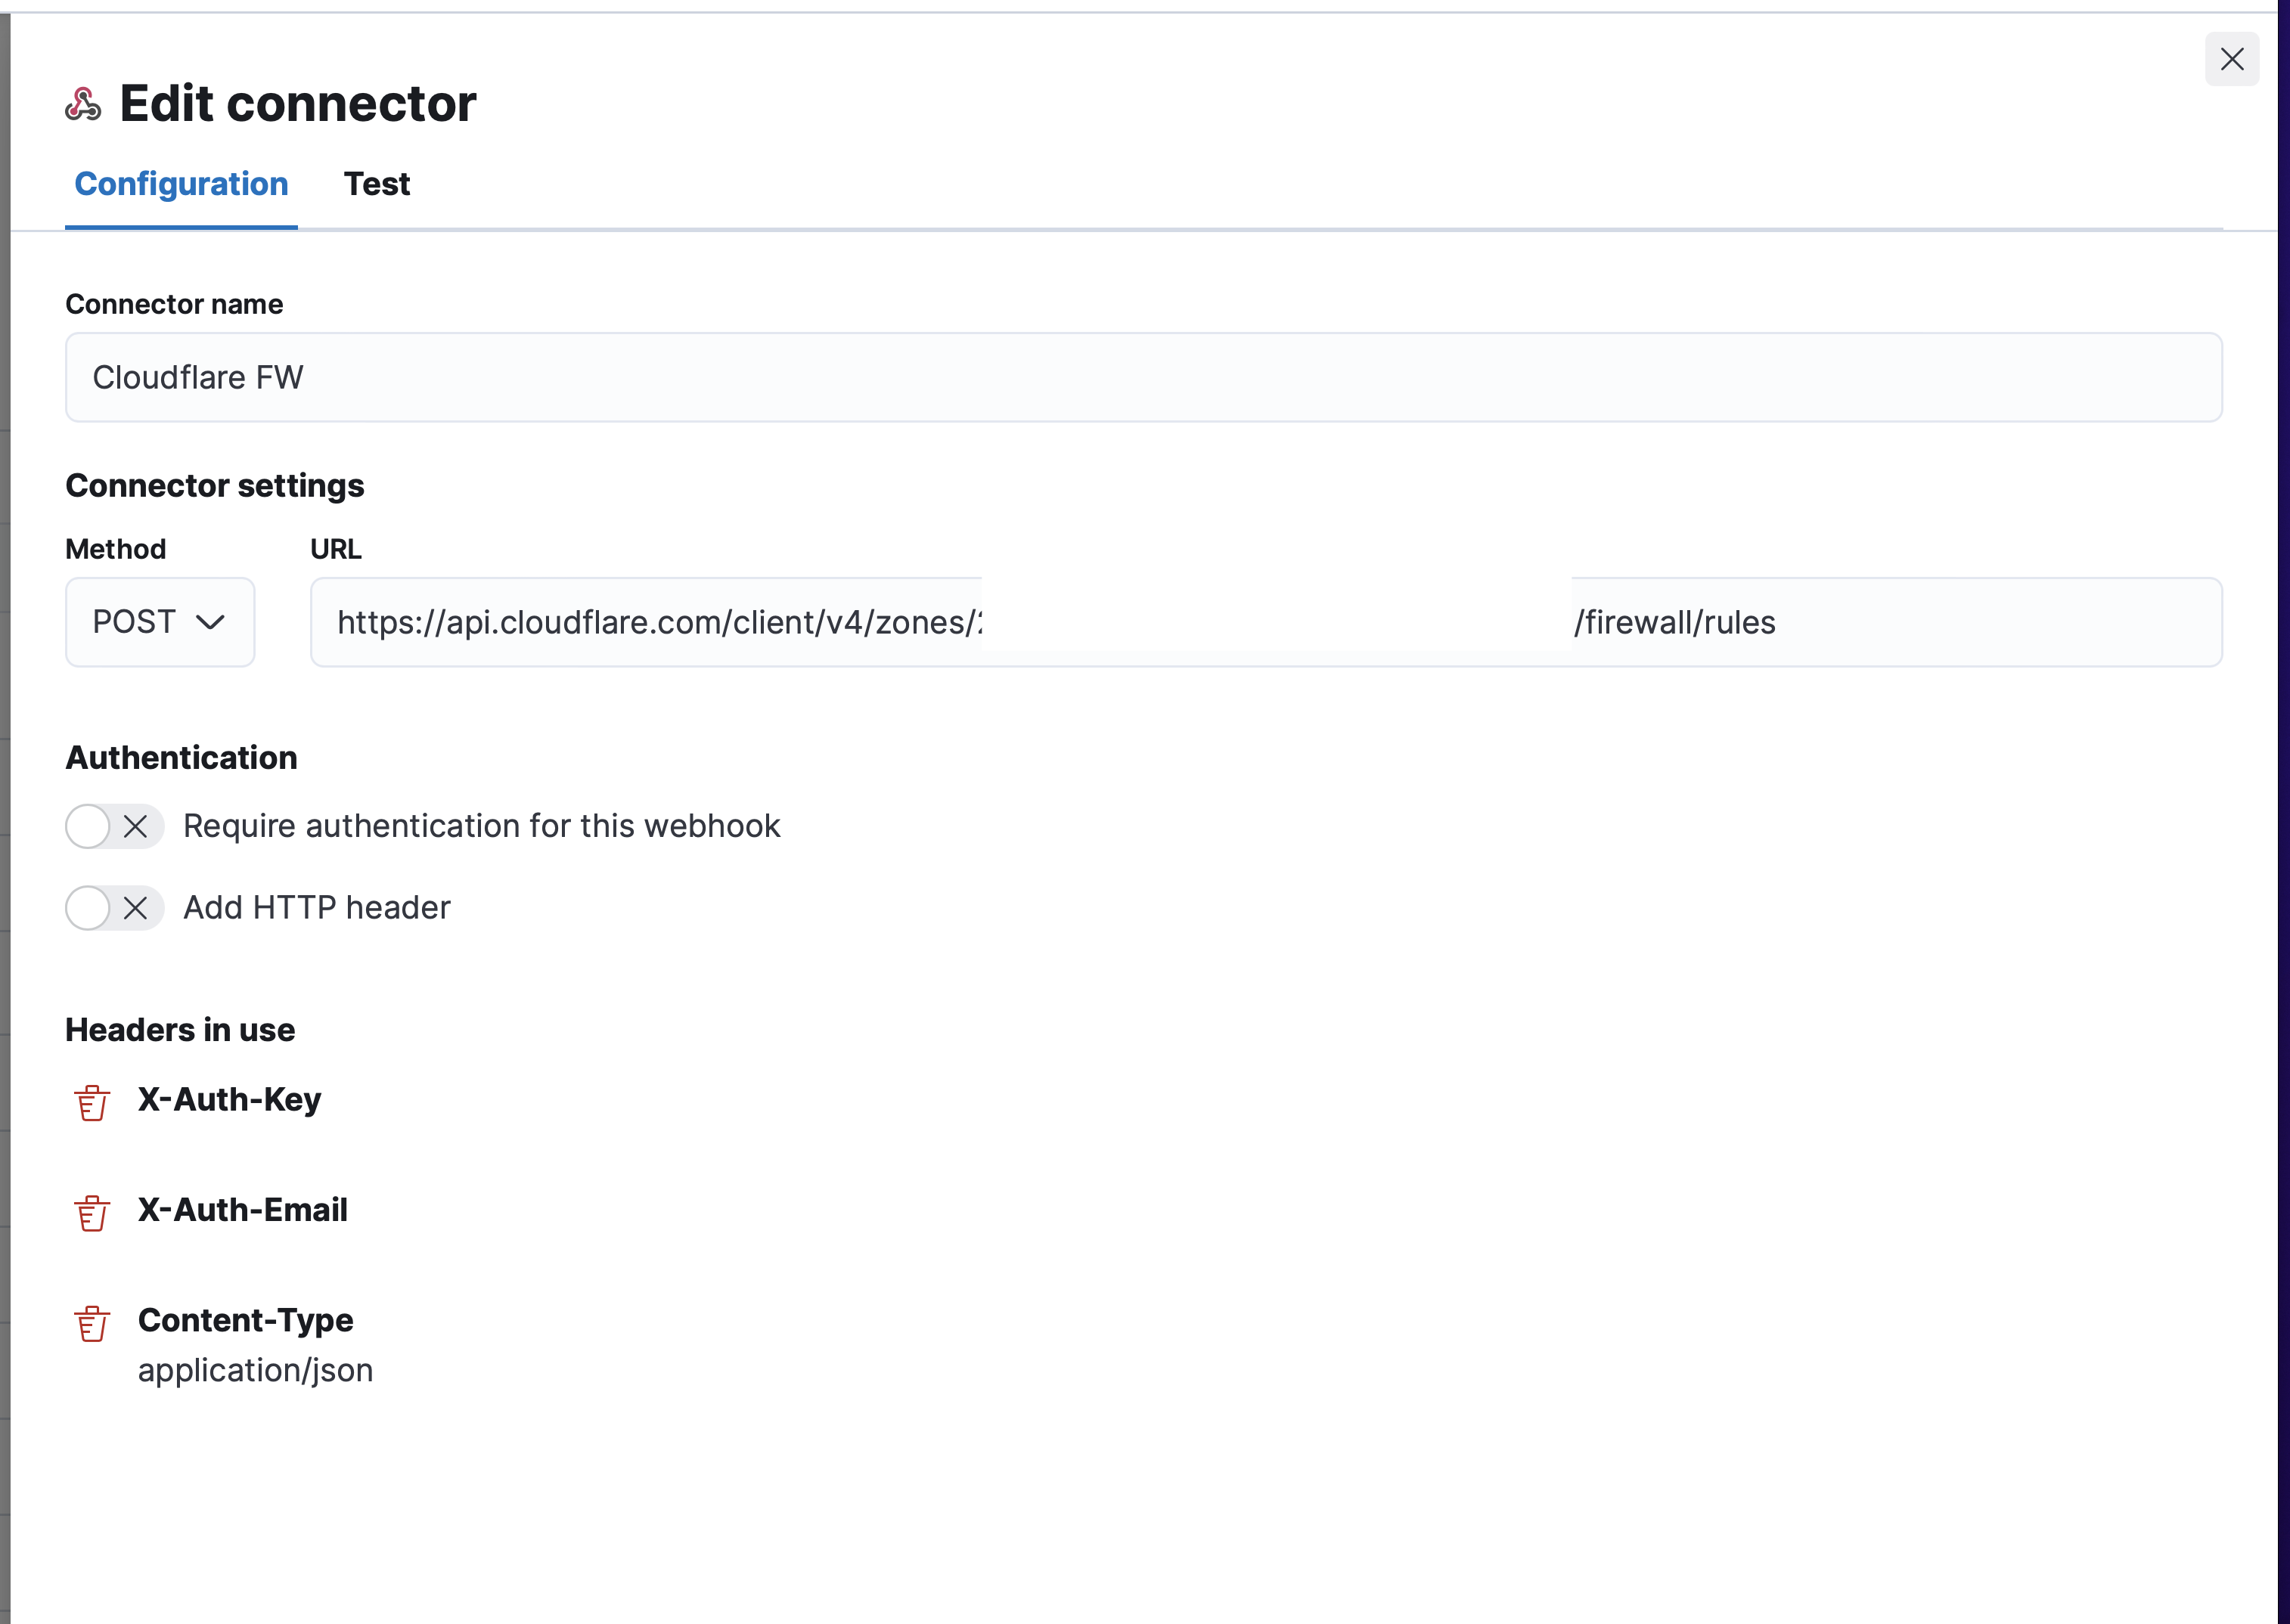 Edit connector
Configuration Test
Connector name
Cloudflare FW
Connector settings
Method URL
POST https://api.cloudflare.com/client/v4/zones/ /firewall/rules
Authentication
Require authentication for this webhook
Add HTTP header
Headers in use
X-Auth-Key
X-Auth-Email
Content-Type
application/json